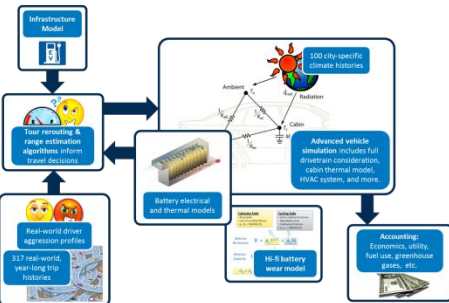 Infrastructure
Model
EV
100 city-specific
climate histories
Ambient
Radiation
Cabin
Tour rerouting &
range estimation
algorithms inform
travel decisions
Advanced vehicle
simulation includes full
drivetrain consideration,
cabin thermal model,
HVAC system, and more.
Battery electrical
and thermal models
Real-world driver
aggression profiles
317 real-world,
year-long trip
histories
Hi-fi battery
wear model
Accounting:
Economics, utility,
fuel use, greenhouse
gases, etc.